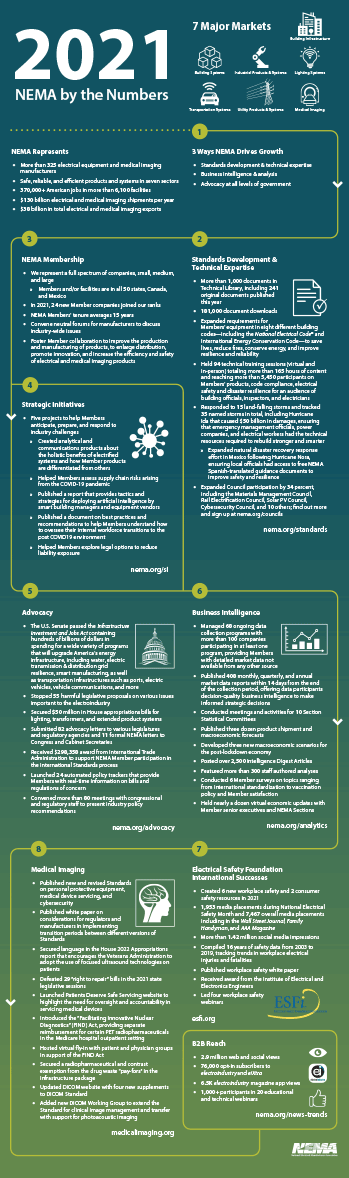 2021
NEMA by the Numbers
7 Major Markets
Building Infrastructure
Building Systems
Industrial Products & Systems
Lighting Systems
Transportation Systems
Utility Products & Systems
Medical Imaging
1
NEMA Represents
• More than 325 electrical equipment and medical imaging
manufacturers
• Safe, reliable, and efficient products and systems in seven sectors
• 370,000+ American jobs in more than 6,100 facilities
• $130 billion electrical and medical imaging shipments per year
• $38 billion in total electrical and medical imaging exports
3 Ways NEMA Drives Growth
• Standards development & technical expertise
• Business intelligence & analysis
• Advocacy at all levels of government
2
Standards Development &
Technical Expertise
• More than 1,000 documents in
Technical Library, including 241
original documents published
this year
• 181,000 document downloads
• Expanded requirements for
Members' equipment in eight different building
codes—including the National Electrical Code® and
International Energy Conservation Code—to save
lives, reduce fires, conserve energy, and improve
resilience and reliability
• Held 94 technical training sessions (virtual and
in-person) totaling more than 165 hours of content
and reaching more than 5,450 participants on
Members' products, code compliance, electrical
safety and disaster resilience for an audience of
building officials, inspectors, and electricians
• Responded to 13 land-falling storms and tracked
35 named storms in total, including Hurricane
Ida that caused $30 billion in damages, ensuring
that emergency management officials, power
companies, and electrical workers had the technical
resources required to rebuild stronger and smarter
Expanded natural disaster recovery response
effort in Mexico following Hurricane Nora,
ensuring local officials had access to free NEMA
Spanish-translated guidance documents to
improve safety and resilience
• Expanded Council participation by 34 percent,
including the Materials Management Council,
Rail Electrification Council, Solar PV Council,
Cybersecurity Council, and 10 others; find out more
and sign up at nema.org/councils
nema.org/standards
3
NEMA Membership
• We represent a full spectrum of companies, small, medium,
and large
Members and/or facilities are in all 50 states, Canada,
and Mexico
• In 2021, 24 new Member companies joined our ranks
• NEMA Members' tenure averages 15 years
• Convene neutral forums for manufacturers to discuss
industry-wide issues
• Foster Member collaboration to improve the production
and manufacturing of products, to enlarge distribution,
promote innovation, and increase the efficiency and safety
of electrical and medical imaging products
4
Strategic Initiatives
• Five projects to help Members
anticipate, prepare, and respond to
industry challenges
Created analytical and
communications products about
the holistic benefits of electrified
systems and how Member products
are differentiated from others
Helped Members assess supply chain risks arising
from the COVID-19 pandemic
Published a report that provides tactics and
strategies for deploying artificial intelligence by
smart building managers and equipment vendors
Published a document on best practices and
recommendations to help Members understand how
to oversee their internal workforce transitions to the
post COVID19 environment
Helped Members explore legal options to reduce
liability exposure
nema.org/si
5
Advocacy
• The U.S. Senate passed the Infrastructure
Investment and Jobs Act containing
hundreds of billions of dollars in
spending for a wide variety of programs
that will upgrade America's energy
infrastructure, including water, electric
transmission & distribution grid
resilience, smart manufacturing, as well
as transportation infrastructure such as ports, electric
vehicles, vehicle communications, and more
• Stopped 53 harmful legislative proposals on various issues
important to the electroindustry
• Secured $50 million in House appropriations bills for
lighting, transformers, and extended product systems
• Submitted 82 advocacy letters to various legislatures
and regulatory agencies and 11 formal NEMA letters to
Congress and Cabinet Secretaries
• Received $298,358 award from International Trade
Administration to support NEMA Member participation in
the International Standards process
• Launched 24 automated policy trackers that provide
Members with real-time information on bills and
regulations of concern
• Convened more than 80 meetings with congressional
and regulatory staff to present industry policy
recommendations
nema.org/advocacy
6
Business Intelligence
• Managed 60 ongoing data
collection programs with
more than 100 companies
participating in at least one
program, providing Members
with detailed market data not
available from any other source
• Published 400 monthly, quarterly, and annual
market data reports within 14 days from the end
of the collection period, offering data participants
decision-quality business intelligence to make
informed strategic decisions
• Conducted meetings and activities for 10 Section
Statistical Committees
• Published three dozen product shipment and
macroeconomic forecasts
• Developed three new macroeconomic scenarios for
the post-lockdown economy
• Posted over 2,500 Intelligence Digest Articles
• Featured more than 300 staff authored analyses
• Conducted 6 Member surveys on topics ranging
from international standardization to vaccination
policy and Member satisfaction
• Held nearly a dozen virtual economic updates with
Member senior executives and NEMA Sections
nema.org/analytics
7
Electrical Safety Foundation
International Successes
• Created 6 new workplace safety and 2 consumer
safety resources in 2021
• 1,933 media placements during National Electrical
Safety Month and 7,467 overall media placements
including in the Wall Street Journal, Family
Handyman, and AAA Magazine
• More than 1.42 million social media impressions
• Compiled 16 years of safety data from 2003 to
2019, tracking trends in workplace electrical
injuries and fatalities
• Published workplace safety white paper
• Received award from the Institute of Electrical and
Electronics Engineers
• Led four workplace safety
webinars
ESFi
esfi.org
B2B Reach
• 2.9 million web and social views
• 76,000 opt-in subscribers to
electroindustry and eXtra
• 6.5K electroindustry magazine app views
• 1,000+ participants in 20 educational
and technical webinars
nema.org/news-trends
8
Medical Imaging
• Published new and revised Standards
on personal protective equipment,
medical device servicing, and
cybersecurity
• Published white paper on
considerations for regulators and
manufacturers in implementing
transition periods between different versions of
Standards
• Secured language in the House 2022 Appropriations
report that encourages the Veterans Administration to
adopt the use of focused ultrasound technologies on
patients
• Defeated 29 "right to repair" bills in the 2021 state
legislative sessions
• Launched Patients Deserve Safe Servicing website to
highlight the need for oversight and accountability in
servicing medical devices
• Introduced the "Facilitating Innovative Nuclear
Diagnostics" (FIND) Act, providing separate
reimbursement for certain PET radiopharmaceuticals
in the Medicare hospital outpatient setting
• Hosted virtual fly-in with patient and physician groups
in support of the FIND Act
• Secured a radiopharmaceutical and contrast
exemption from the drug waste "pay-fors" in the
infrastructure package
• Updated DICOM website with four new supplements
to DICOM Standard
• Added new DICOM Working Group to extend the
Standard for clinical image management and transfer
with support for photoacoustic imaging
medicalimaging.org
NEMA